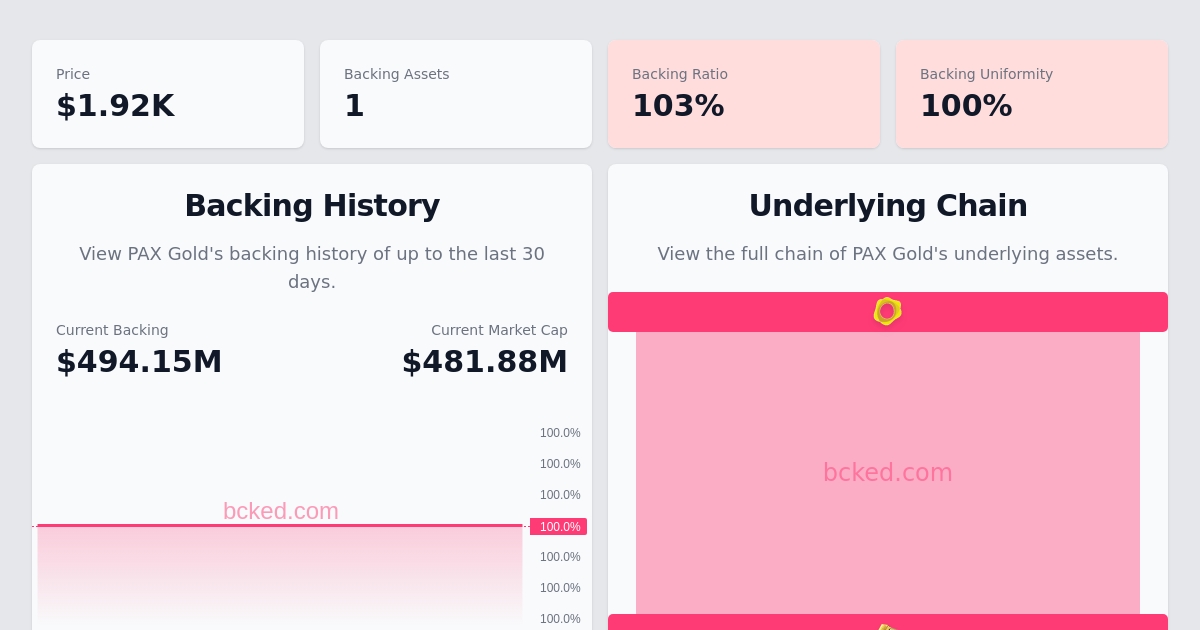 Price
$1.92K
Backing Assets
1
Backing Ratio
103%
Backing Uniformity
100%
Backing History
View PAX Gold's backing history of up to the last 30
days.
Current Backing
$494.15M
Current Market Cap
$481.88M
100.0%
100.0%
100.0%
bcked.com
100.0%
100.0%
100.0%
100.0%
Underlying Chain
View the full chain of PAX Gold's underlying assets.
bcked.com